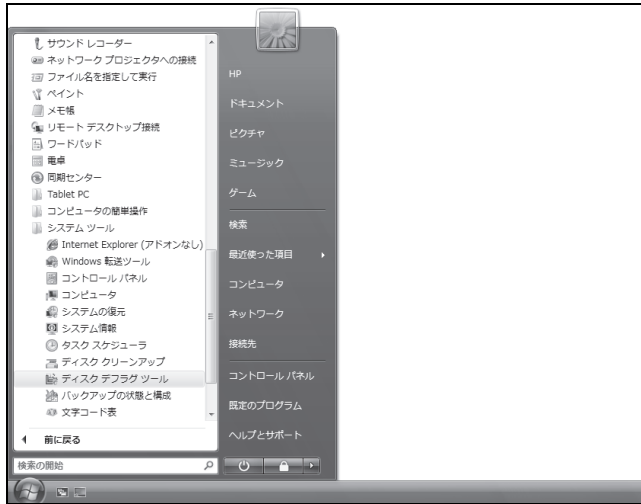 サウンド レコーダー
ネットワーク プロジェクタへの接続
ファイル名を指定して実行
ペイント
メモ帳
リモート デスクトップ接続
ワードパッド
電卓
同期センター
Tablet PC
コンピュータの簡単操作
システム ツール
Internet Explorer (アドオンなし)
Windows 転送ツール
コントロール パネル
コンピュータ
システムの復元
システム情報
タスク スケジューラ
ディスク クリーンアップ
ディスク デフラグ ツール
バックアップの状態と構成
文字コード表
前に戻る
検索の開始
HP
ドキュメント
ピクチャ
ミュージック
ゲーム
検索
最近使った項目
コンピュータ
ネットワーク
接続先
コントロール パネル
既定のプログラム
ヘルプとサポート